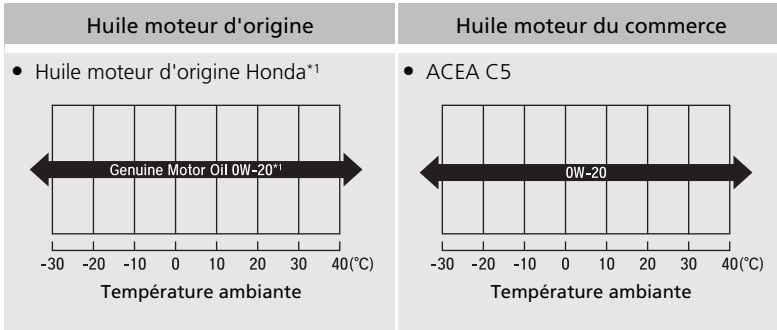 Huile moteur d'origine
Huile moteur du commerce
• Huile moteur d'origine Honda*1
Genuine Motor Oil 0W-20*1
-30 -20 -10 0 10 20 30 40(°C)
Température ambiante
• ACEA C5
0W-20
-30 -20 -10 0 10 20 30 40(°C)
Température ambiante